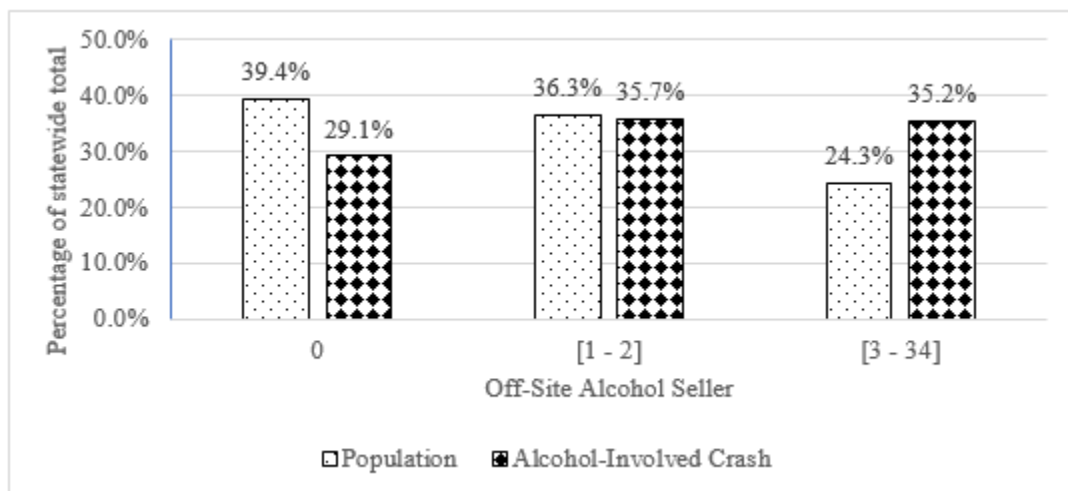 50.0%
40.0%
30.0%
20.0%
10.0%
0.0%
Percentage of statewide total
39.4%
29.1%
36.3%
35.7%
24.3%
35.2%
0
[1 - 2]
[3 - 34]
Off-Site Alcohol Seller
Population
Alcohol-Involved Crash